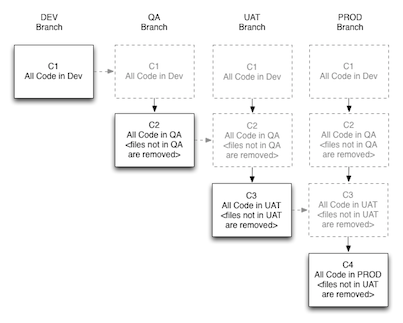 DEV
Branch
QA
Branch
UAT
Branch
PROD
Branch
C1
All Code in Dev
C1
All Code in Dev
C1
All Code in Dev
C1
All Code in Dev
C2
All Code in QA
<files not in QA
are removed>
C2
All Code in QA
<files not in QA
are removed>
C2
All Code in QA
<files not in QA
are removed>
C3
All Code in UAT
<files not in UAT
are removed>
C3
All Code in UAT
<files not in UAT
are removed>
C4
All Code in PROD
<files not in UAT
are removed>